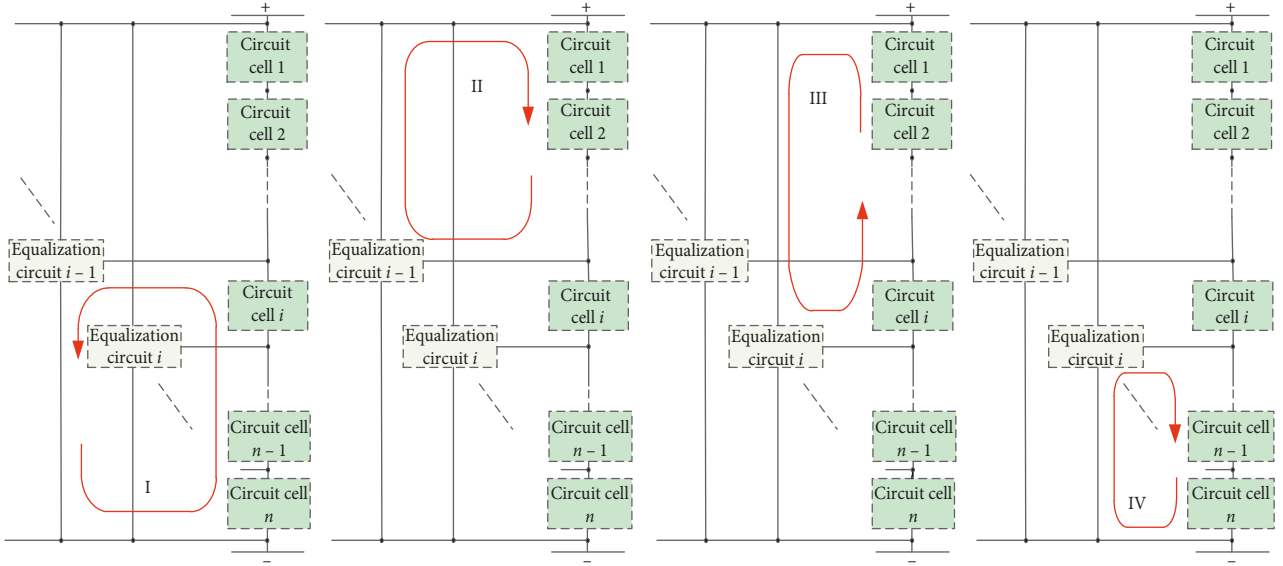 +
Circuit
cell 1
Circuit
cell 2
Equalization
circuit i – 1
Circuit
cell i
Equalization
circuit i
Circuit cell
n – 1
I
Circuit cell
n
–
+
II
Circuit
cell 1
Circuit
cell 2
Equalization
circuit i – 1
Circuit
cell i
Equalization
circuit i
Circuit cell
n – 1
Circuit cell
n
–
+
III
Circuit
cell 1
Circuit
cell 2
Equalization
circuit i – 1
Circuit
cell i
Equalization
circuit i
Circuit cell
n – 1
Circuit cell
n
–
+
Circuit
cell 1
Circuit
cell 2
Equalization
circuit i – 1
Circuit
cell i
Equalization
circuit i
Circuit cell
n – 1
IV
Circuit cell
n
–